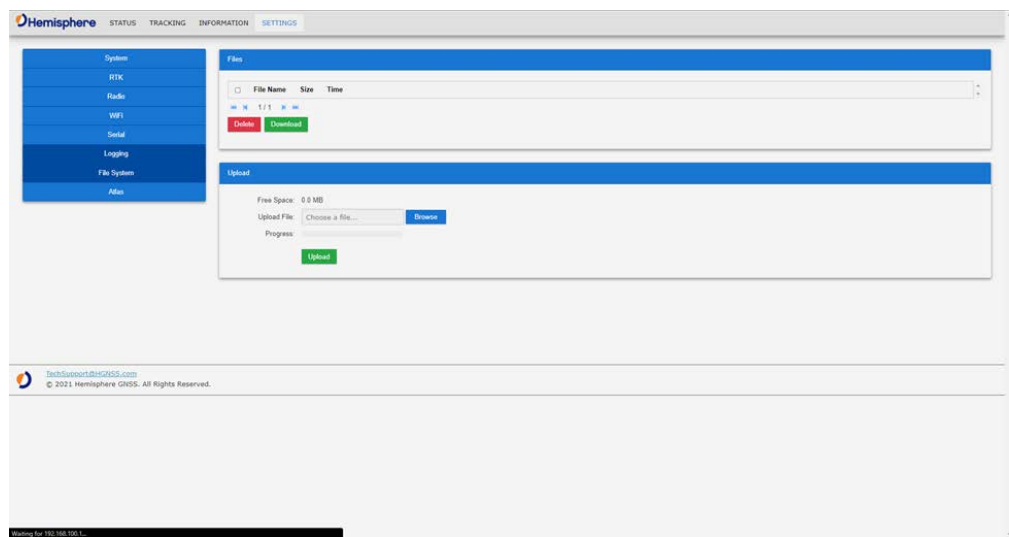 Hemisphere STATUS TRACKING INFORMATION SETTINGS
System
RTK
Radio
WiFi
Serial
Logging
File System
Atlas
Files
File Name Size Time
1 / 1
Delete Download
Upload
Free Space: 0.0 MB
Upload File: Choose a file... Browse
Progress:
Upload
TechSupport@HGNSS.com
© 2021 Hemisphere GNSS. All Rights Reserved.
Waiting for 192.168.100.1...